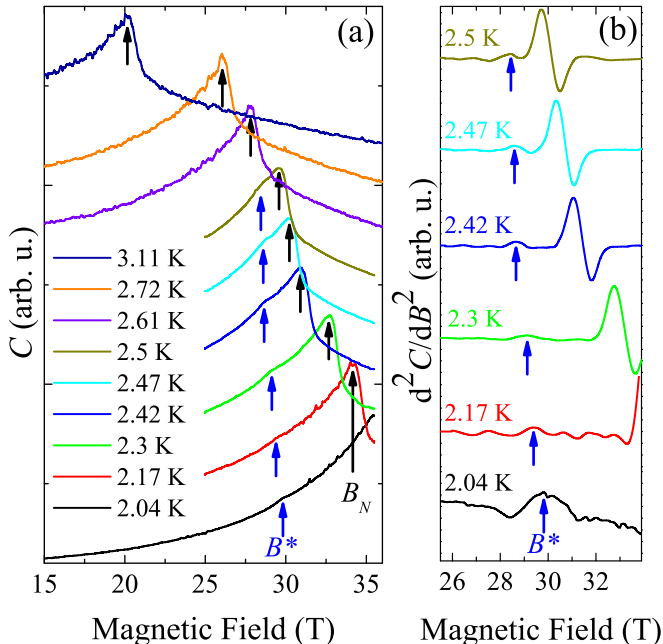 (a)
C (arb. u.)
3.11 K
2.72 K
2.61 K
2.5 K
2.47 K
2.42 K
2.3 K
2.17 K
2.04 K
B_N
B*
15 20 25 30 35
Magnetic Field (T)
(b)
d²C/dB² (arb. u.)
2.5 K
2.47 K
2.42 K
2.3 K
2.17 K
2.04 K
B*
26 28 30 32
Magnetic Field (T)